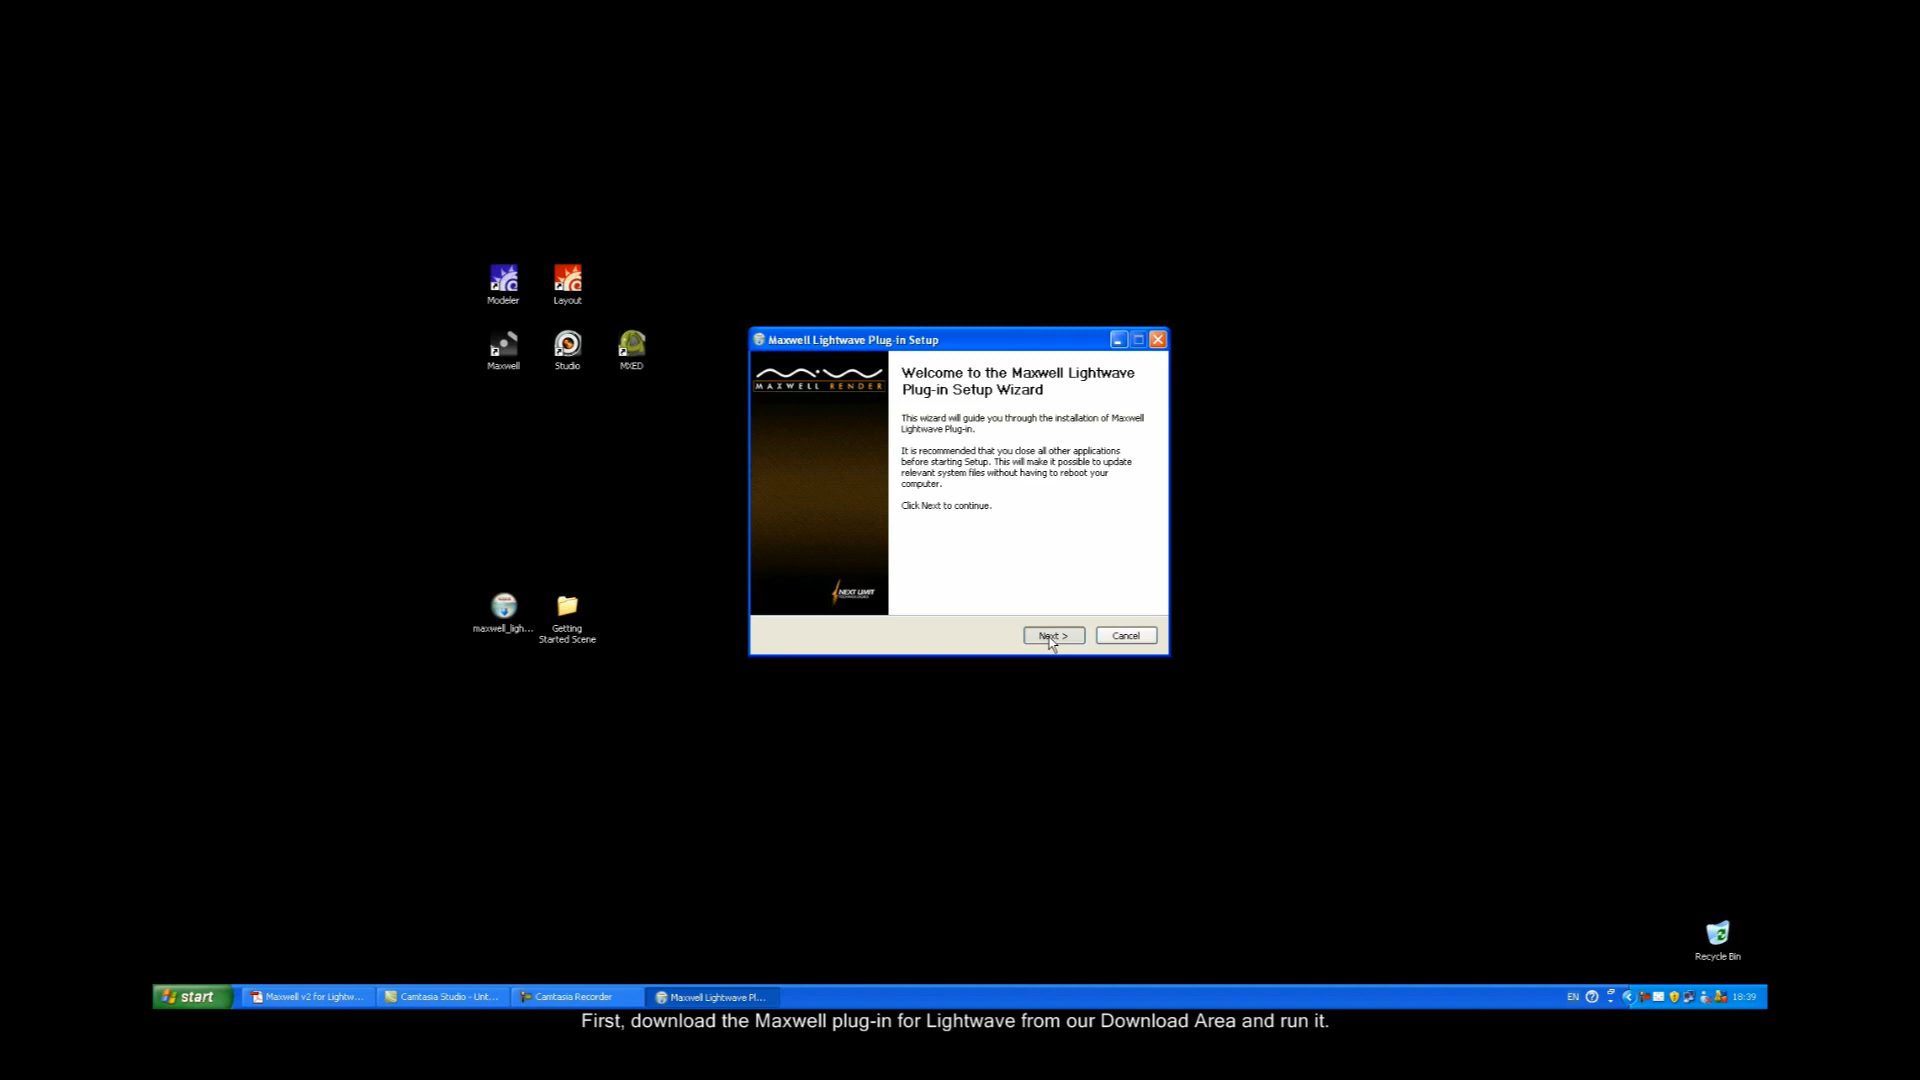 Modeler
Layout
Maxwell
Studio
MXED
Maxwell Lightwave Plug-in Setup
MAXWELL RENDER
Welcome to the Maxwell Lightwave
Plug-in Setup Wizard
This wizard will guide you through the installation of Maxwell
Lightwave Plug-in.
It is recommended that you close all other applications
before starting Setup. This will make it possible to update
relevant system files without having to reboot your
computer.
Click Next to continue.
NEXT LIMIT
TECHNOLOGIES
Next >
Cancel
maxwell_ligh...
Getting
Started Scene
Recycle Bin
start
Maxwell v2 for Lightw...
Camtasia Studio - Unt...
Camtasia Recorder
Maxwell Lightwave Pl...
EN
18:39
First, download the Maxwell plug-in for Lightwave from our Download Area and run it.